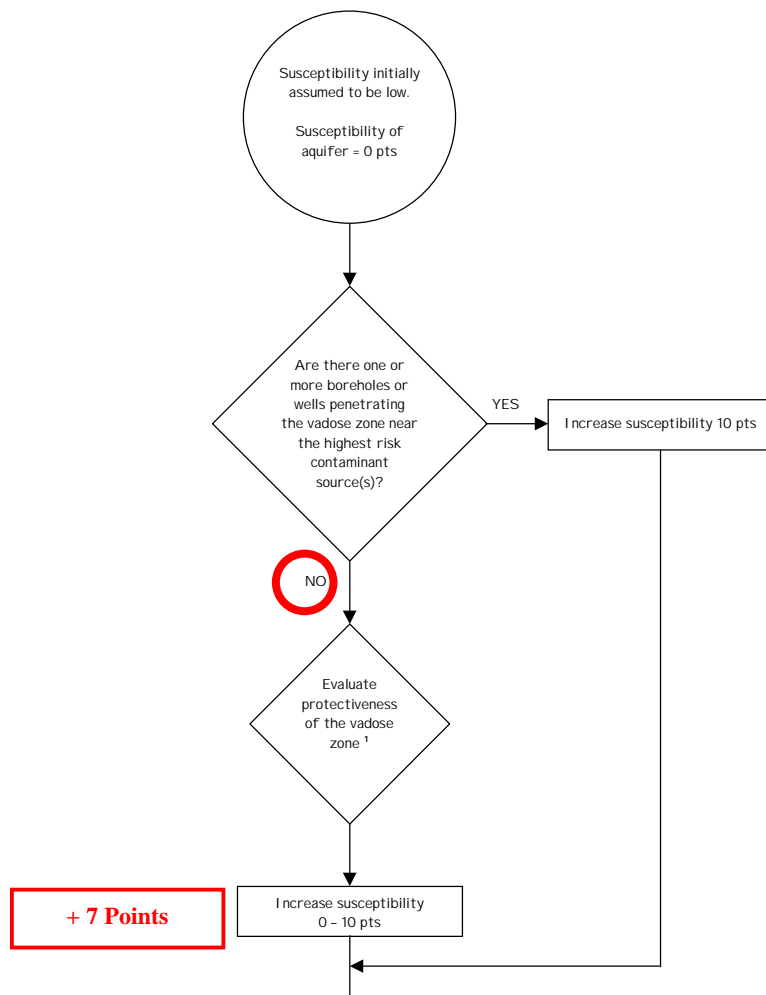 Susceptibility initially
assumed to be low.
Susceptibility of
aquifer = 0 pts
Are there one or
more boreholes or
wells penetrating
the vadose zone near
the highest risk
contaminant
source(s)?
YES
Increase susceptibility 10 pts
NO
Evaluate
protectiveness
of the vadose
zone ¹
+ 7 Points
Increase susceptibility
0 – 10 pts